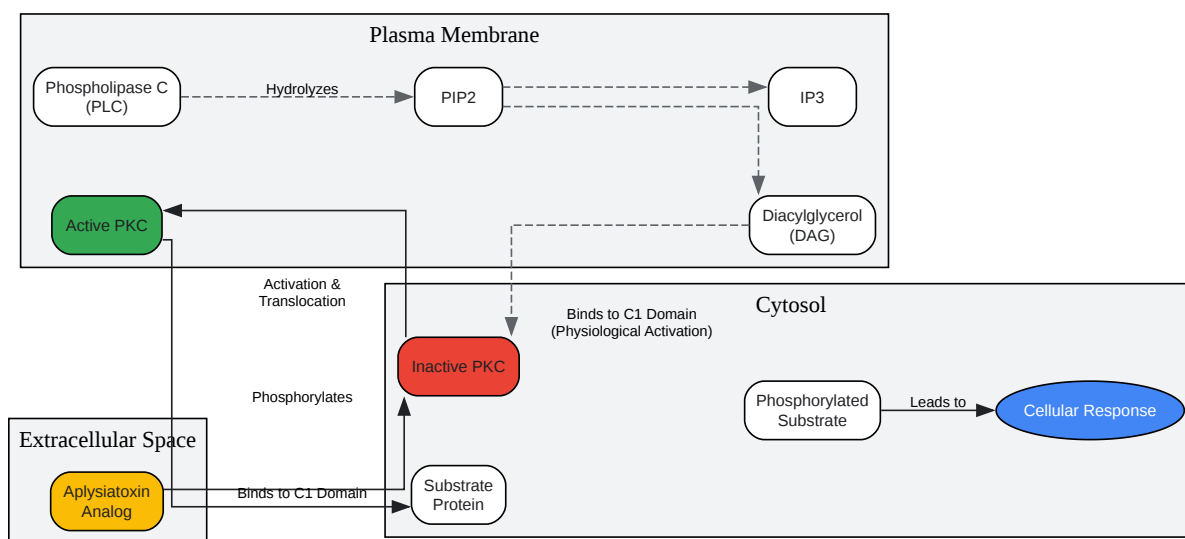 Plasma Membrane
Phospholipase C
(PLC)
Hydrolyzes
PIP2
IP3
Active PKC
Diacylglycerol
(DAG)
Activation &
Translocation
Cytosol
Binds to C1 Domain
(Physiological Activation)
Inactive PKC
Phosphorylates
Phosphorylated
Substrate
Leads to
Cellular Response
Extracellular Space
Aplysiatoxin
Analog
Binds to C1 Domain
Substrate
Protein